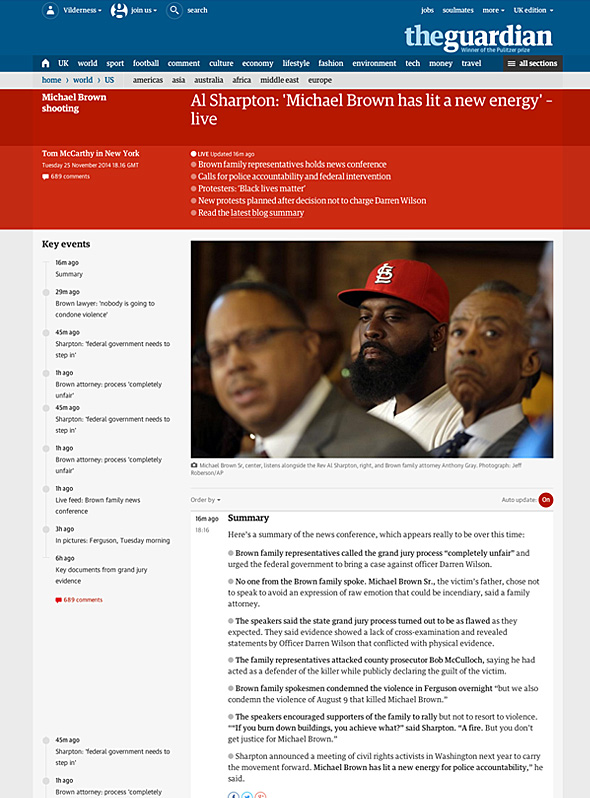 Vilderness
join us
search
jobs soulmates more UK edition
theguardian
Winner of the Pulitzer prize
UK world sport football comment culture economy lifestyle fashion environment tech money travel all sections
home › world › US americas asia australia africa middle east europe
Michael Brown
shooting
Al Sharpton: 'Michael Brown has lit a new energy' –
live
Tom McCarthy in New York
Tuesday 25 November 2014 18.16 GMT
689 comments
LIVE Updated 16m ago
Brown family representatives holds news conference
Calls for police accountability and federal intervention
Protesters: 'Black lives matter'
New protests planned after decision not to charge Darren Wilson
Read the latest blog summary
Key events
16m ago
Summary
29m ago
Brown lawyer: 'nobody is going to
condone violence'
45m ago
Sharpton: 'federal government needs to
step in'
1h ago
Brown attorney: process 'completely
unfair'
45m ago
Sharpton: 'federal government needs to
step in'
1h ago
Brown attorney: process 'completely
unfair'
1h ago
Live feed: Brown family news
conference
3h ago
In pictures: Ferguson, Tuesday morning
6h ago
Key documents from grand jury
evidence
689 comments
45m ago
Sharpton: 'federal government needs to
step in'
1h ago
Brown attorney: process 'completely
StL
Michael Brown Sr, center, listens alongside the Rev Al Sharpton, right, and Brown family attorney Anthony Gray. Photograph: Jeff
Roberson/AP
Order by
Auto update: On
16m ago
18:16
Summary
Here's a summary of the news conference, which appears really to be over this time:
Brown family representatives called the grand jury process “completely unfair” and
urged the federal government to bring a case against officer Darren Wilson.
No one from the Brown family spoke. Michael Brown Sr., the victim's father, chose not
to speak to avoid an expression of raw emotion that could be incendiary, said a family
attorney.
The speakers said the state grand jury process turned out to be as flawed as they
expected. They said evidence showed a lack of cross-examination and revealed
statements by Officer Darren Wilson that conflicted with physical evidence.
The family representatives attacked county prosecutor Bob McCulloch, saying he had
acted as a defender of the killer while publicly declaring the guilt of the victim.
Brown family spokesmen condemned the violence in Ferguson overnight “but we also
condemn the violence of August 9 that killed Michael Brown.”
The speakers encouraged supporters of the family to rally but not to resort to violence.
““If you burn down buildings, you achieve what?” said Sharpton. “A fire. But you don't
get justice for Michael Brown.”
Sharpton announced a meeting of civil rights activists in Washington next year to carry
the movement forward. Michael Brown has lit a new energy for police accountability,” he
said.